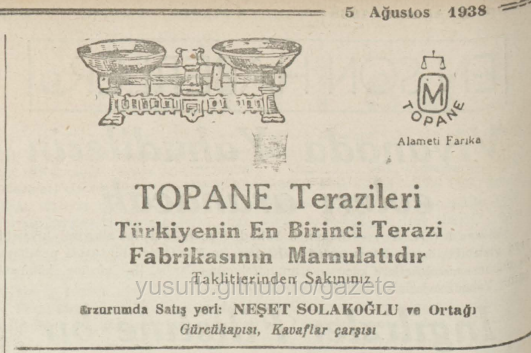 5 Ağustos 1938
M
TOPANE
Alameti Farika
TOPANE Terazileri
Türkiyenin En Birinci Terazi
Fabrikasının Mamulatıdır
Taklitlerinden Sakınınız
yusufb.github.io/gazete
Erzurumda Satış yeri: NEŞET SOLAKOĞLU ve Ortağı
Gürcükapısı, Kavaflar çarşısı